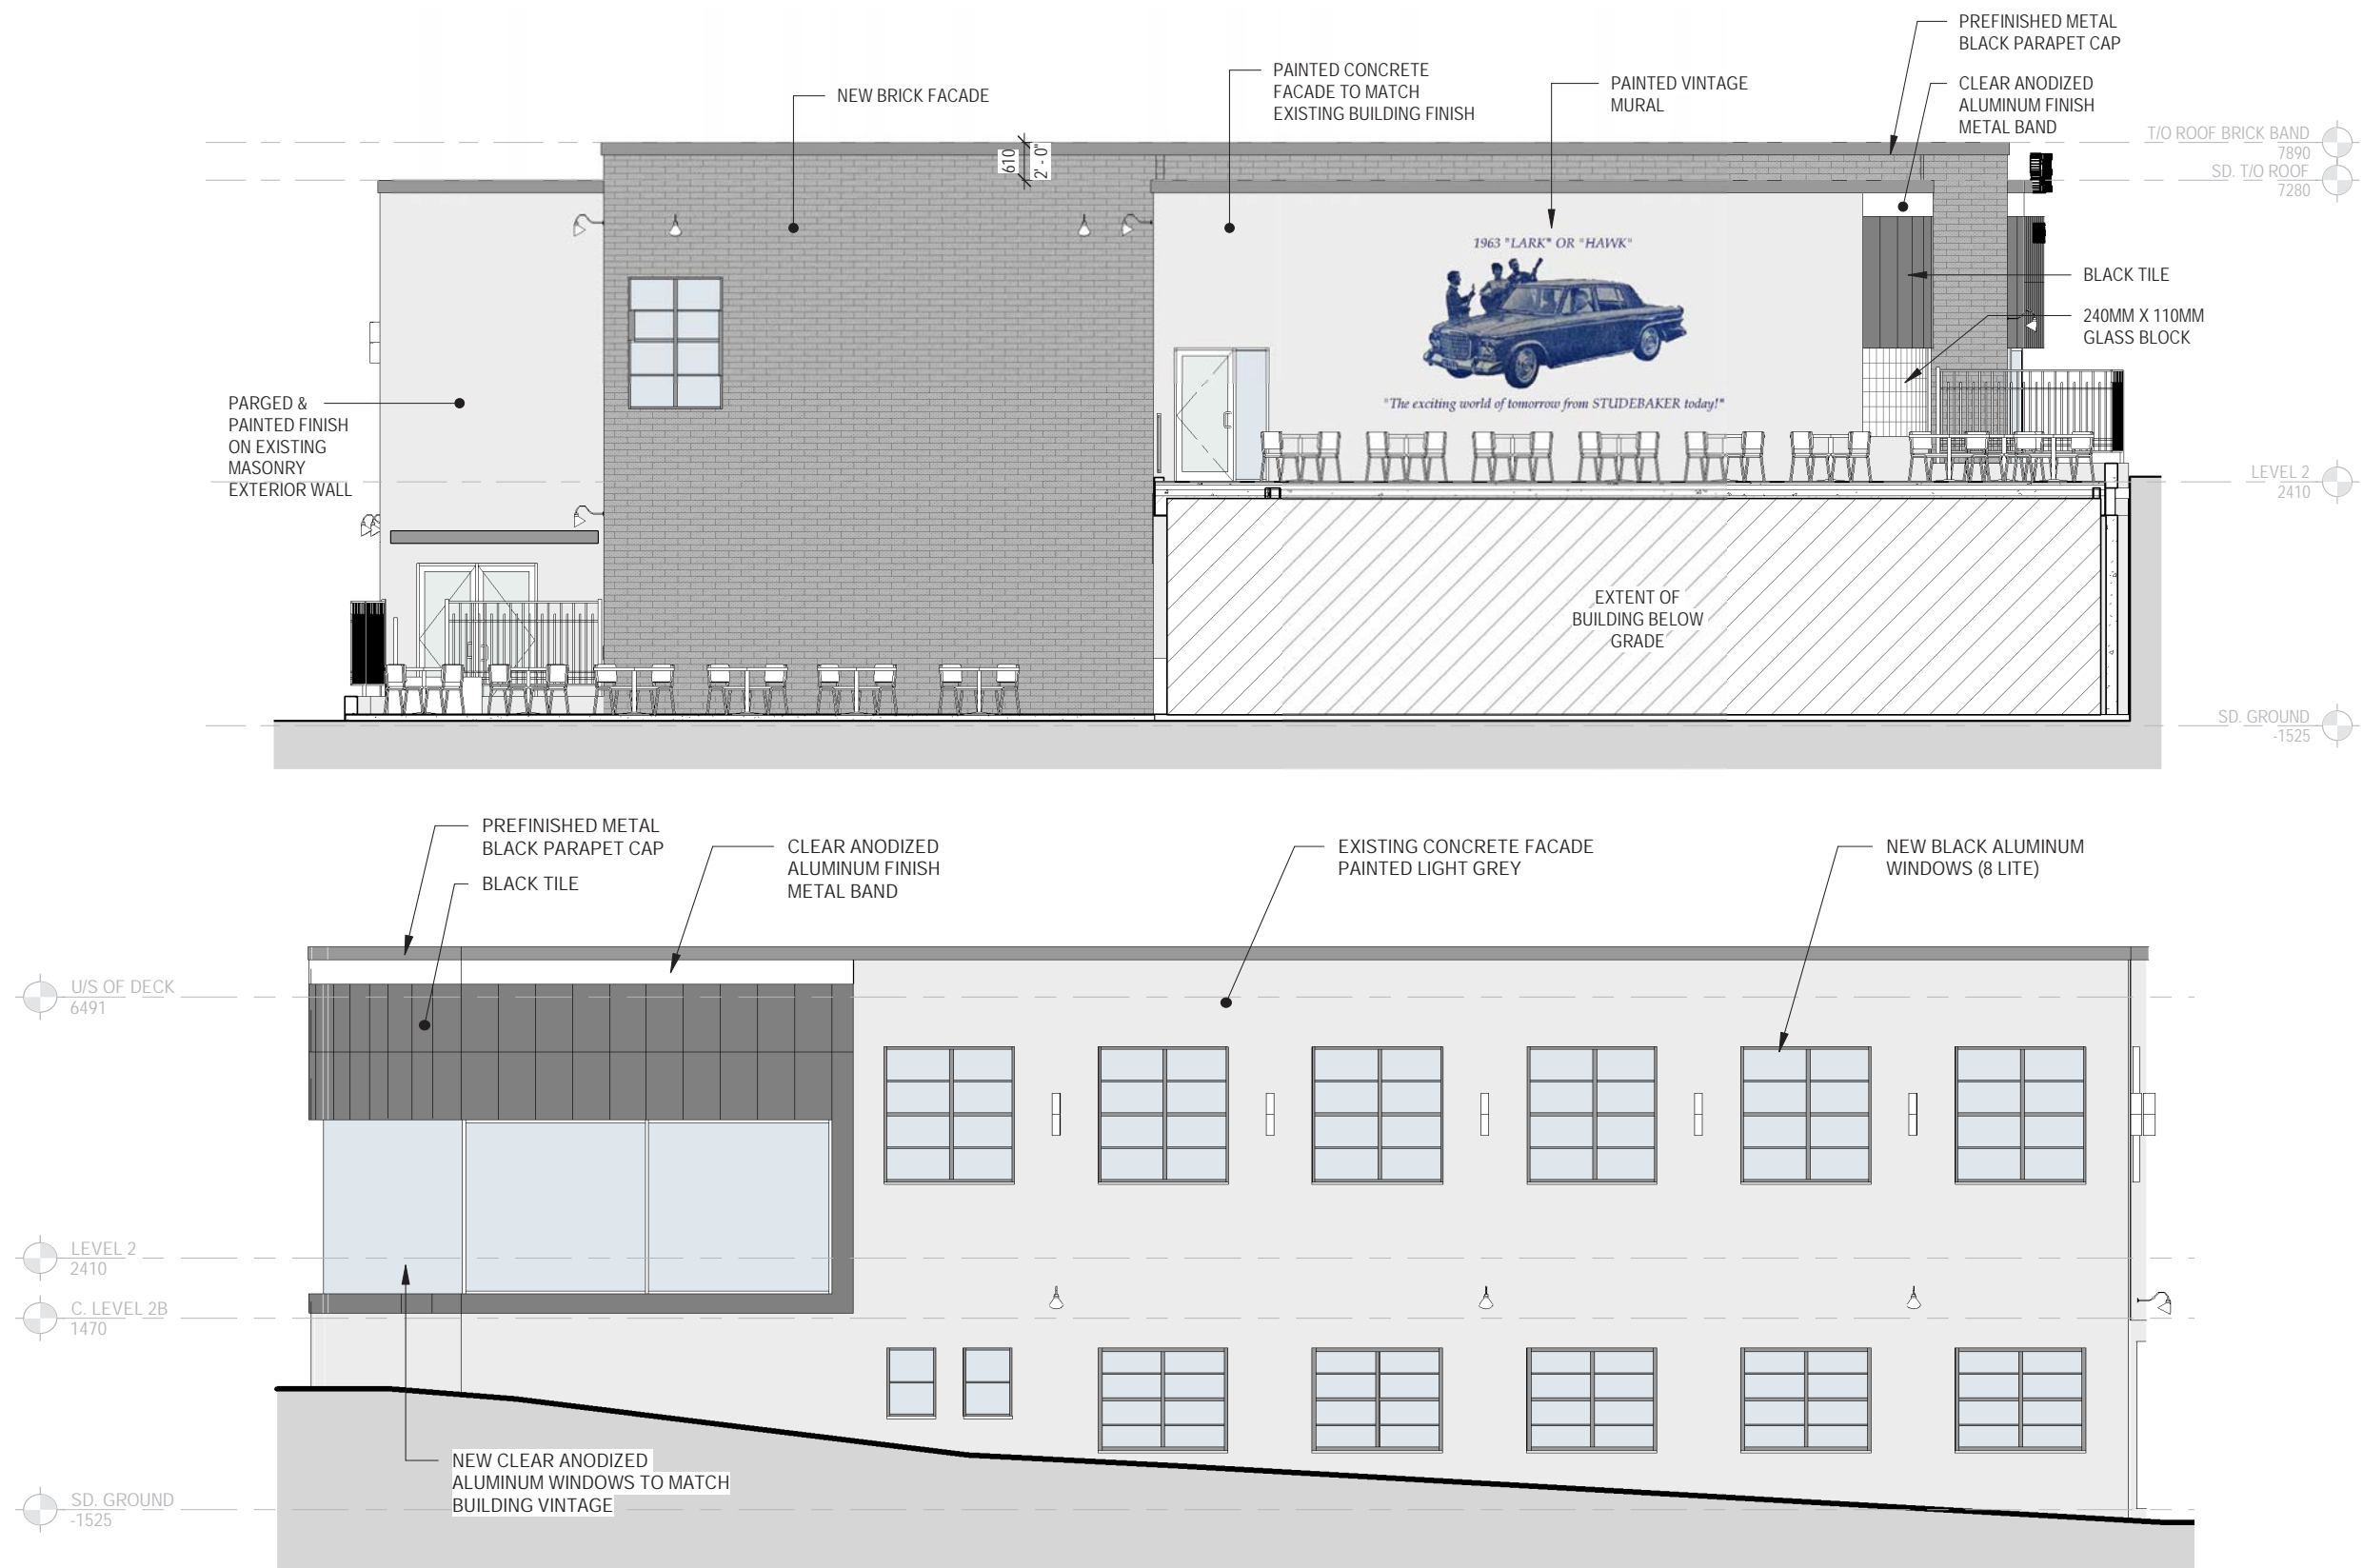 PREFINISHED METAL
BLACK PARAPET CAP
PAINTED CONCRETE
FACADE TO MATCH
EXISTING BUILDING FINISH
PAINTED VINTAGE
MURAL
CLEAR ANODIZED
ALUMINUM FINISH
METAL BAND
NEW BRICK FACADE
T/O ROOF BRICK BAND
7890
SD. T/O ROOF
7280
610
2' - 0"
1963 "LARK" OR "HAWK"
BLACK TILE
240MM X 110MM
GLASS BLOCK
"The exciting world of tomorrow from STUDEBAKER today!"
PARGED &
PAINTED FINISH
ON EXISTING
MASONRY
EXTERIOR WALL
LEVEL 2
2410
EXTENT OF
BUILDING BELOW
GRADE
SD. GROUND
-1525
PREFINISHED METAL
BLACK PARAPET CAP
BLACK TILE
CLEAR ANODIZED
ALUMINUM FINISH
METAL BAND
EXISTING CONCRETE FACADE
PAINTED LIGHT GREY
NEW BLACK ALUMINUM
WINDOWS (8 LITE)
U/S OF DECK
6491
LEVEL 2
2410
C. LEVEL 2B
1470
NEW CLEAR ANODIZED
ALUMINUM WINDOWS TO MATCH
BUILDING VINTAGE
SD. GROUND
-1525